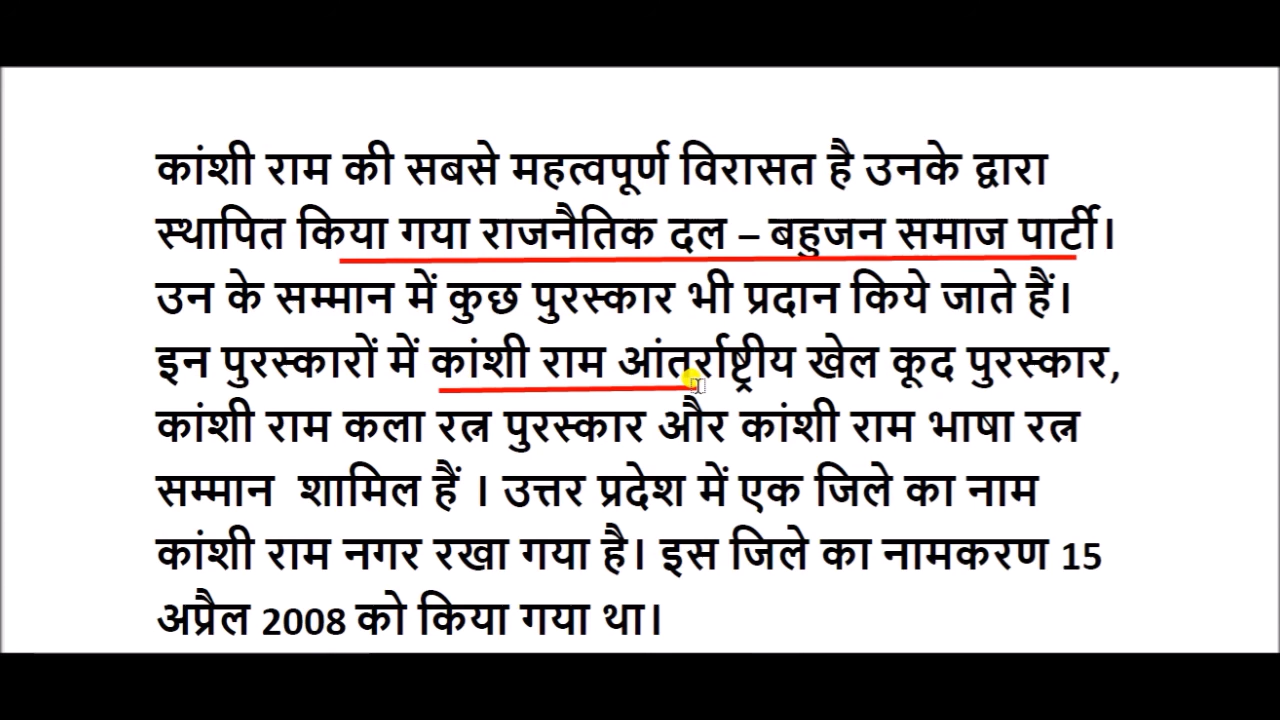 कांशी राम की सबसे महत्वपूर्ण विरासत है उनके द्वारा
स्थापित किया गया राजनैतिक दल – बहुजन समाज पार्टी।
उन के सम्मान में कुछ पुरस्कार भी प्रदान किये जाते हैं।
इन पुरस्कारों में कांशी राम आंतर्राष्ट्रीय खेल कूद पुरस्कार,
कांशी राम कला रत्न पुरस्कार और कांशी राम भाषा रत्न
सम्मान  शामिल हैं । उत्तर प्रदेश में एक जिले का नाम
कांशी राम नगर रखा गया है। इस जिले का नामकरण 15
अप्रैल 2008 को किया गया था।